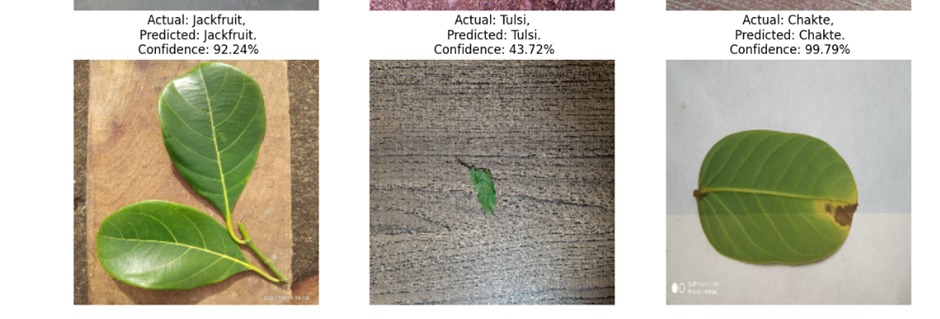 Actual: Jackfruit,
Predicted: Jackfruit.
Confidence: 92.24%
Actual: Tulsi,
Predicted: Tulsi.
Confidence: 43.72%
Actual: Chakte,
Predicted: Chakte.
Confidence: 99.79%